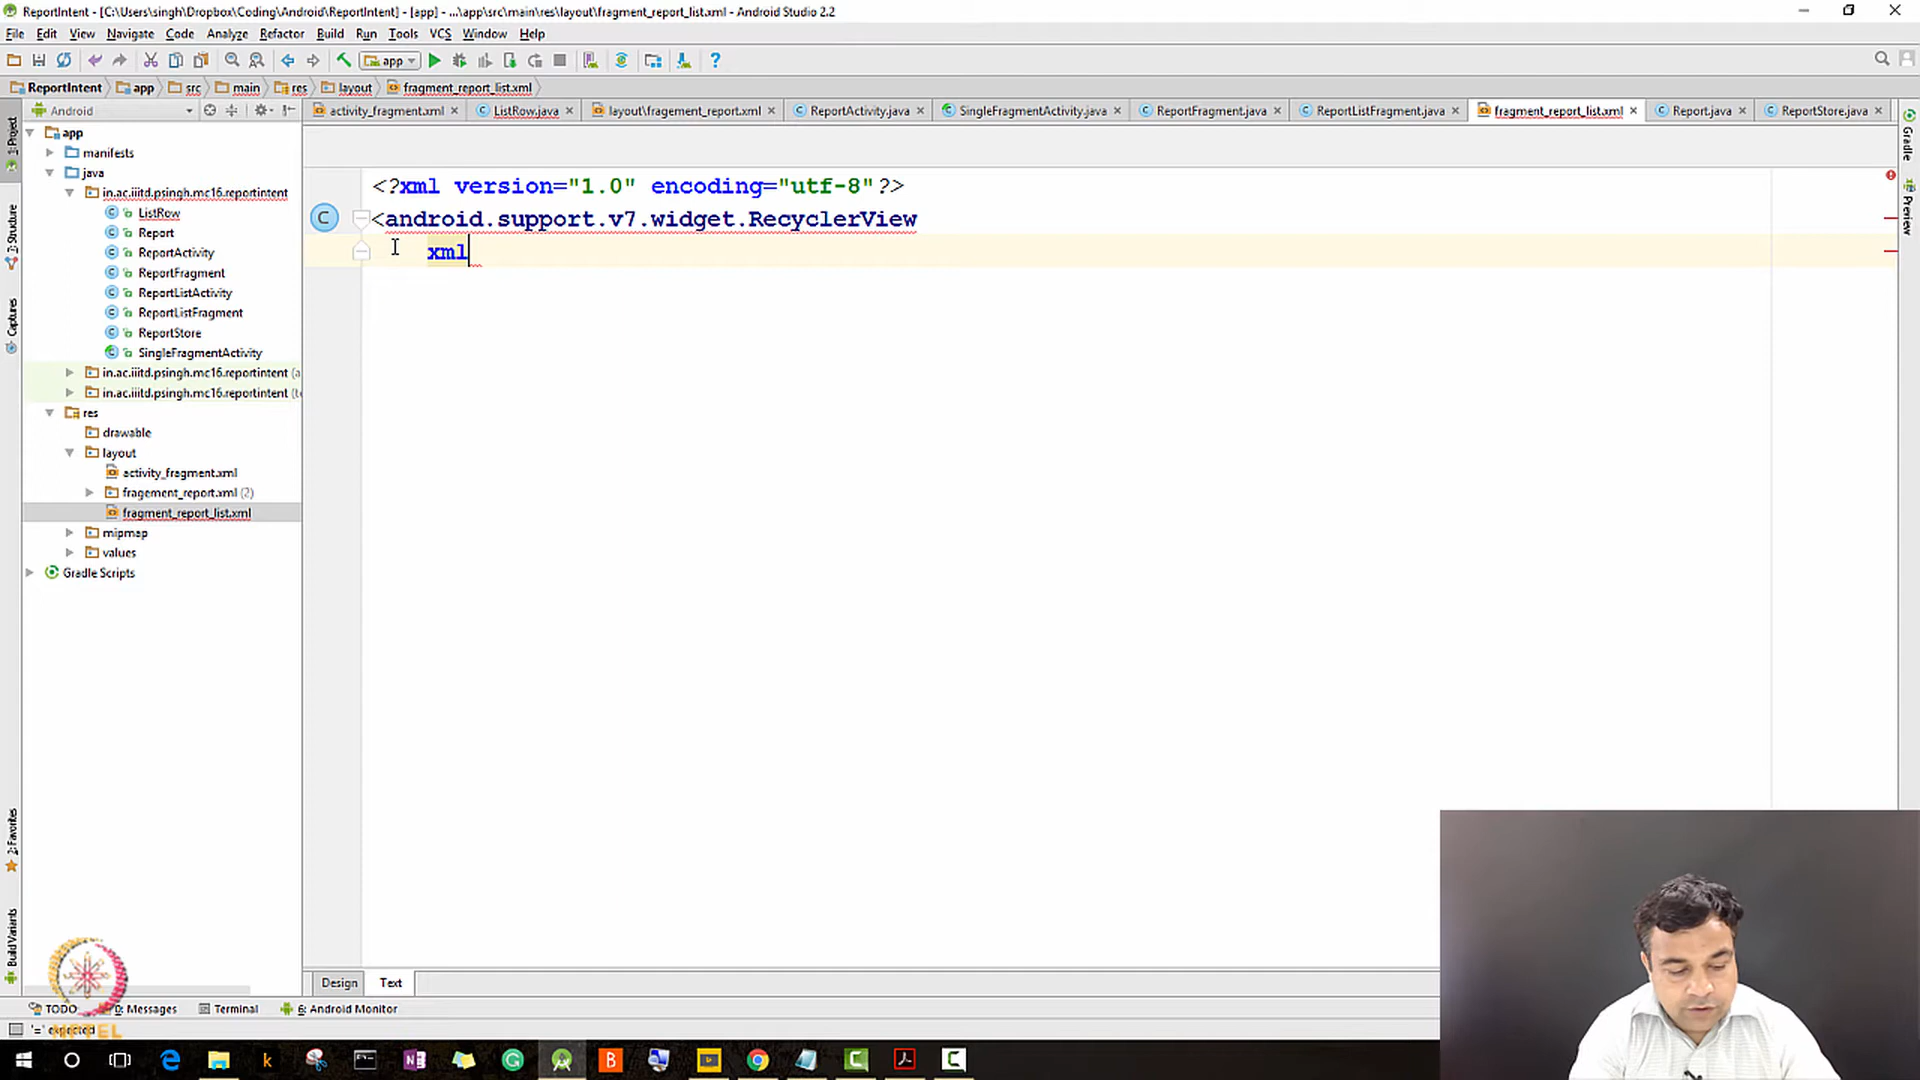 ReportIntent - [C:\Users\singh\Dropbox\Coding\Android\ReportIntent] - [app] - ...\app\src\main\res\layout\fragment_report_list.xml - Android Studio 2.2
File Edit View Navigate Code Analyze Refactor Build Run Tools VCS Window Help
app
ReportIntent app src main res layout fragment_report_list.xml
Android
activity_fragment.xml ListRow.java layout\fragement_report.xml ReportActivity.java SingleFragmentActivity.java ReportFragment.java ReportListFragment.java fragment_report_list.xml Report.java ReportStore.java
1: Project
Z: Structure
Captures
2: Favorites
Build Variants
app
manifests
java
in.ac.iiitd.psingh.mc16.reportintent
ListRow
Report
ReportActivity
ReportFragment
ReportListActivity
ReportListFragment
ReportStore
SingleFragmentActivity
in.ac.iiitd.psingh.mc16.reportintent (a
in.ac.iiitd.psingh.mc16.reportintent (t
res
drawable
layout
activity_fragment.xml
fragement_report.xml (2)
fragment_report_list.xml
mipmap
values
Gradle Scripts
<?xml version="1.0" encoding="utf-8"?>
<android.support.v7.widget.RecyclerView
xml
Gradle
Preview
Design Text
TODO 0: Messages Terminal 6: Android Monitor
'=' expected
NPTEL